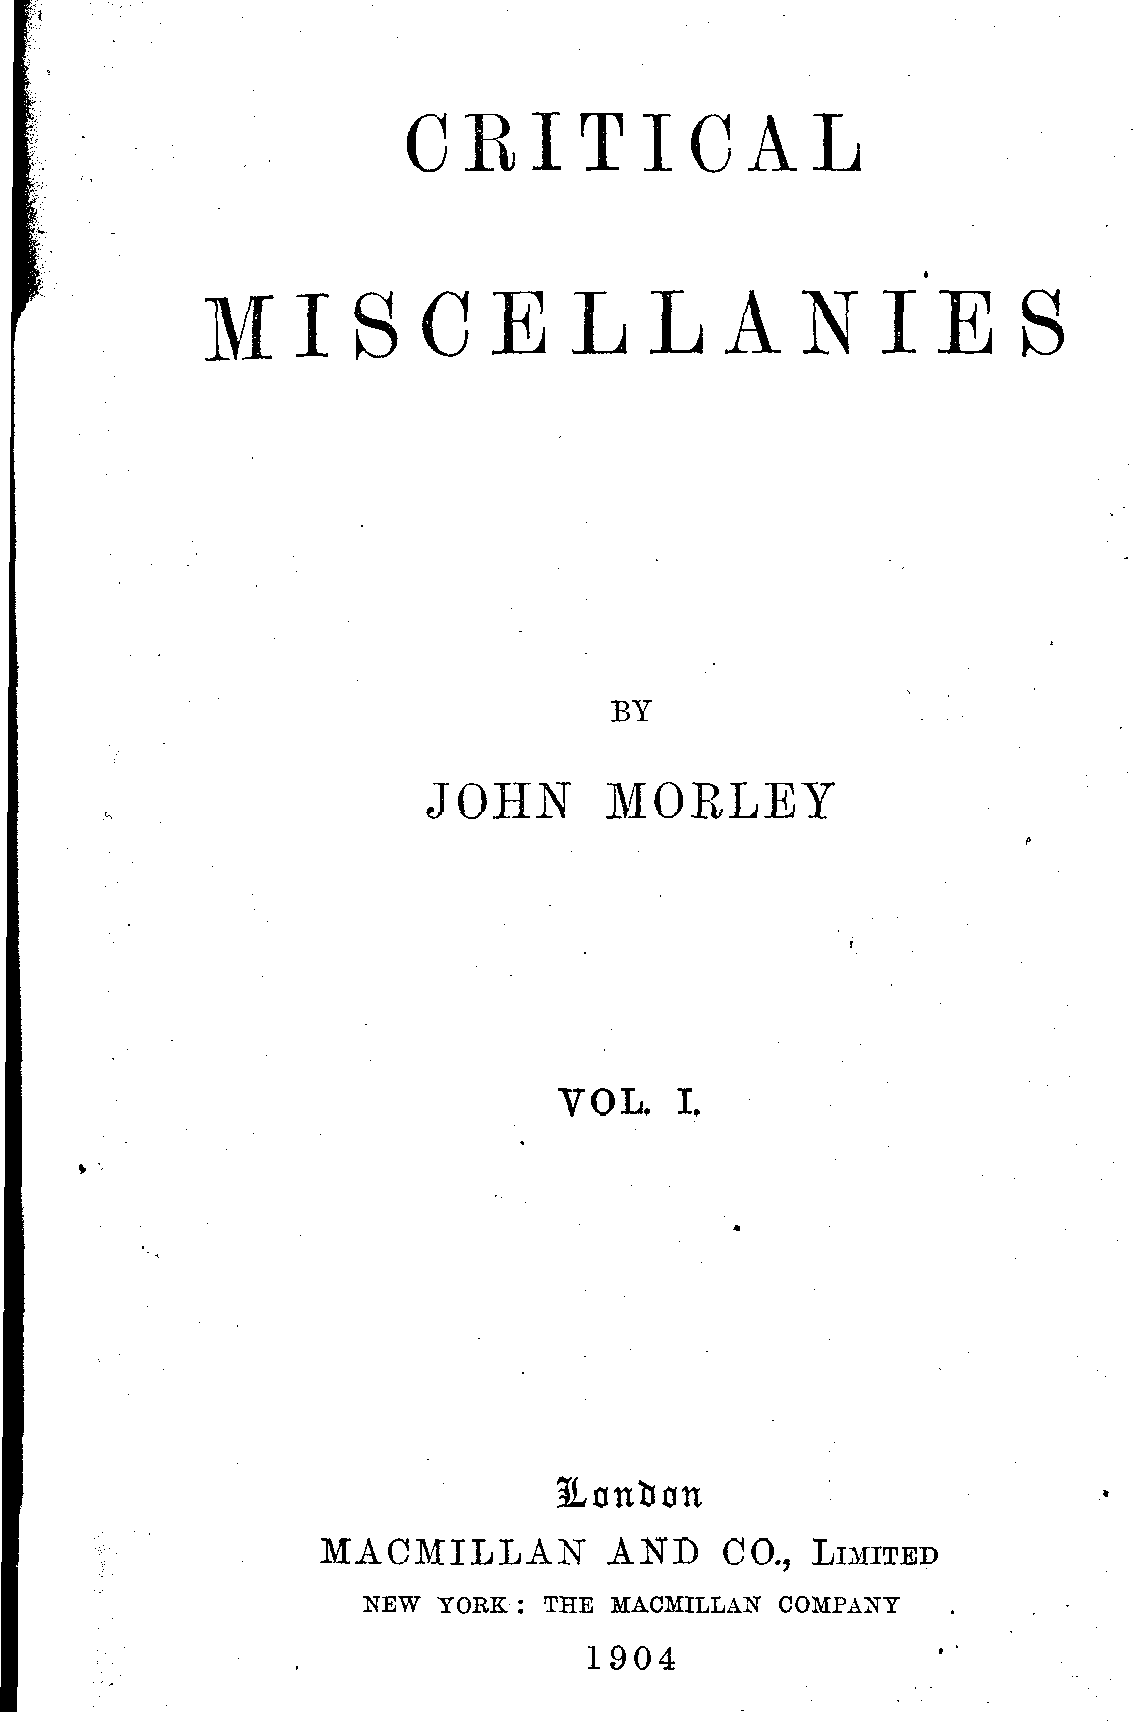 CRITICAL
MISCELLANIES
BY
JOHN MORLEY
VOL. I.
London
MACMILLAN AND CO., LIMITED
NEW YORK: THE MACMILLAN COMPANY
1904